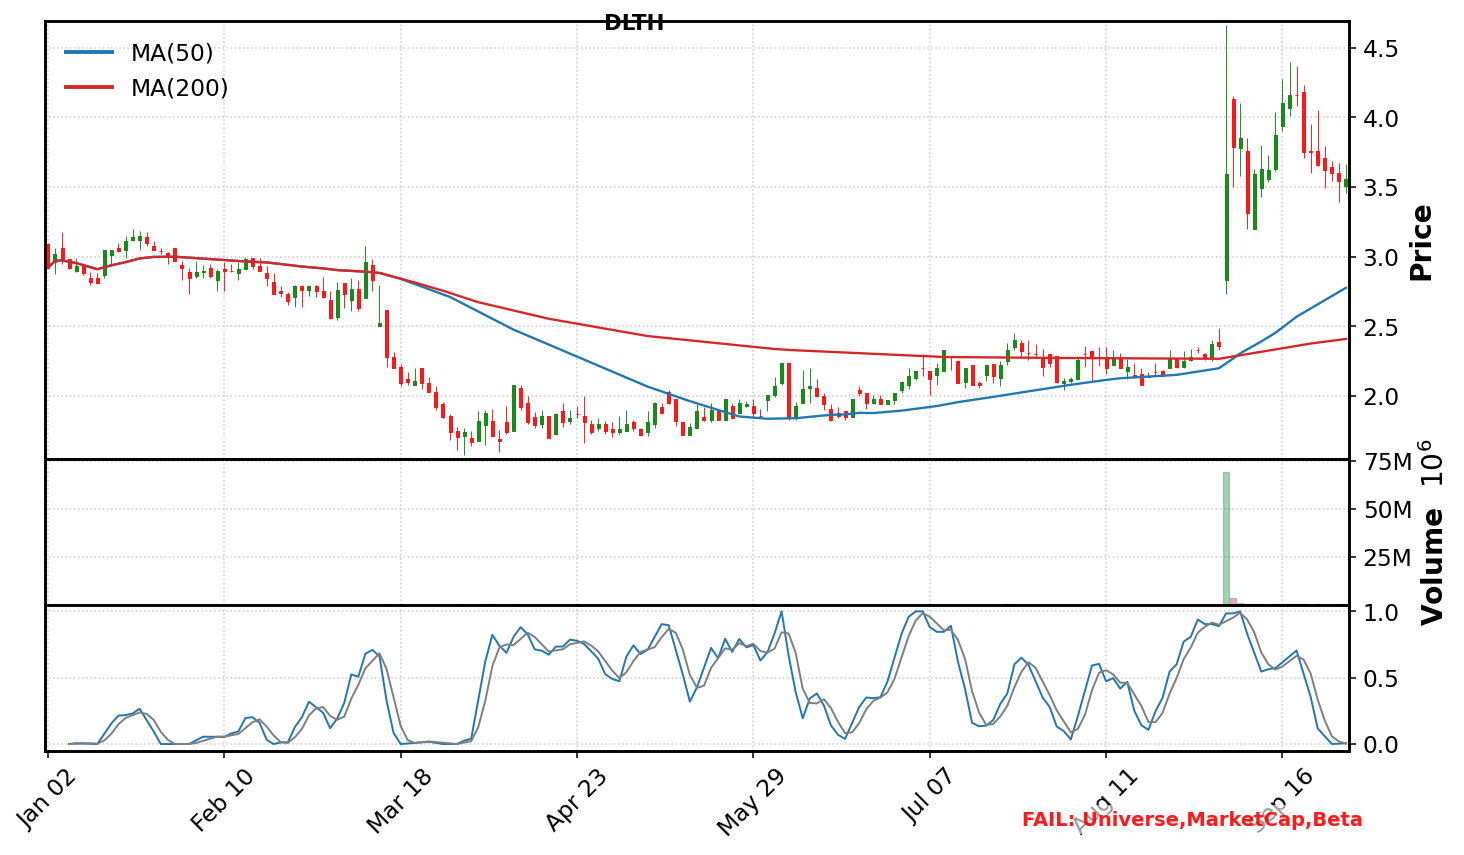 DLTH
MA(50)
MA(200)
4.5
4.0
3.5
3.0
2.5
2.0
Price
75M
50M
25M
Volume 10^6
1.0
0.5
0.0
Jan 02
Feb 10
Mar 18
Apr 23
May 29
Jul 07
Aug 11
Sep 16
FAIL: Universe,MarketCap,Beta